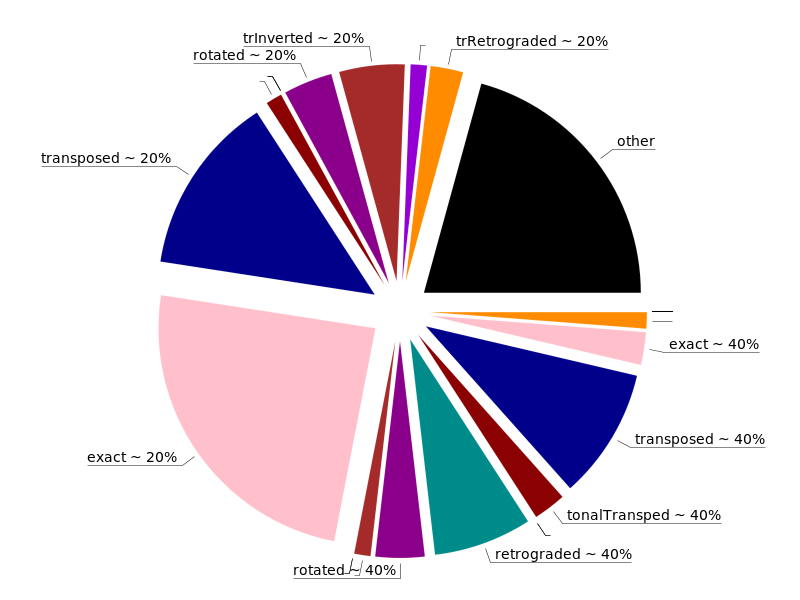 trInverted ~ 20%
trRetrograded ~ 20%
rotated ~ 20%
other
transposed ~ 20%
exact ~ 40%
transposed ~ 40%
exact ~ 20%
tonalTransped ~ 40%
retrograded ~ 40%
rotated ~ 40%